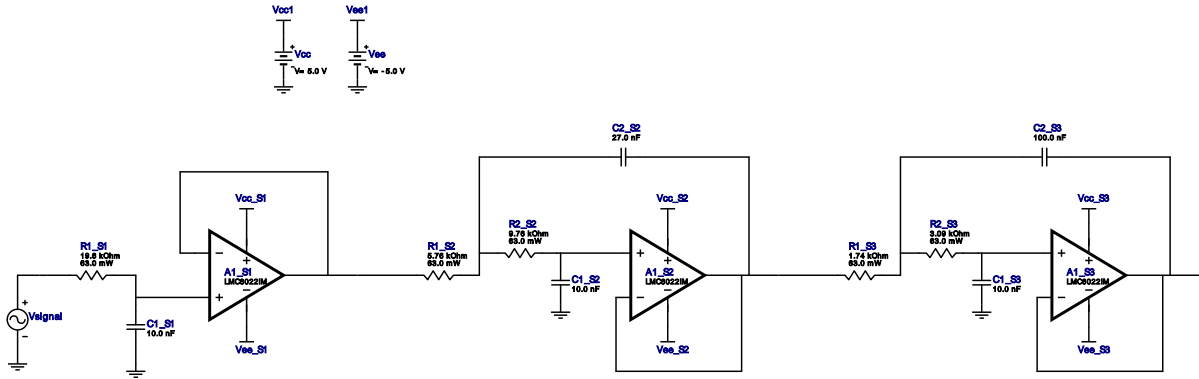 Vcc1
Vee1
+
Vcc
V= 5.0 V
-
+
Vee
V= -5.0 V
-
C2_S2
27.0 nF
C2_S3
100.0 nF
Vcc_S1
Vcc_S2
Vcc_S3
R1_S1
19.6 kOhm
63.0 mW
A1_S1
LMC6022IM
R1_S2
5.76 kOhm
63.0 mW
R2_S2
9.76 kOhm
63.0 mW
A1_S2
LMC6022IM
R1_S3
1.74 kOhm
63.0 mW
R2_S3
3.09 kOhm
63.0 mW
A1_S3
LMC6022IM
Vsignal
+
-
C1_S1
10.0 nF
C1_S2
10.0 nF
C1_S3
10.0 nF
Vee_S1
Vee_S2
Vee_S3